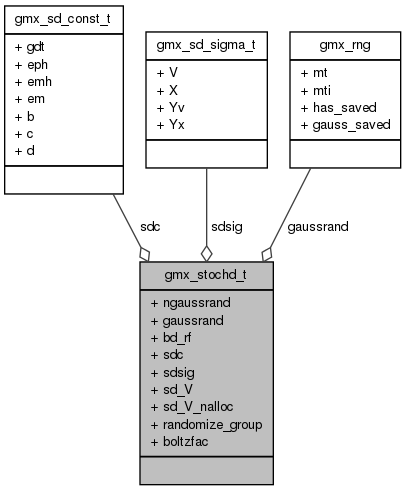 gmx_sd_const_t
+ gdt
+ eph
+ emh
+ em
+ b
+ c
+ d
gmx_sd_sigma_t
+ V
+ X
+ Yv
+ Yx
gmx_rng
+ mt
+ mti
+ has_saved
+ gauss_saved
sdc
sdsig
gaussrand
gmx_stochd_t
+ ngaussrand
+ gaussrand
+ bd_rf
+ sdc
+ sdsig
+ sd_V
+ sd_V_nalloc
+ randomize_group
+ boltzfac